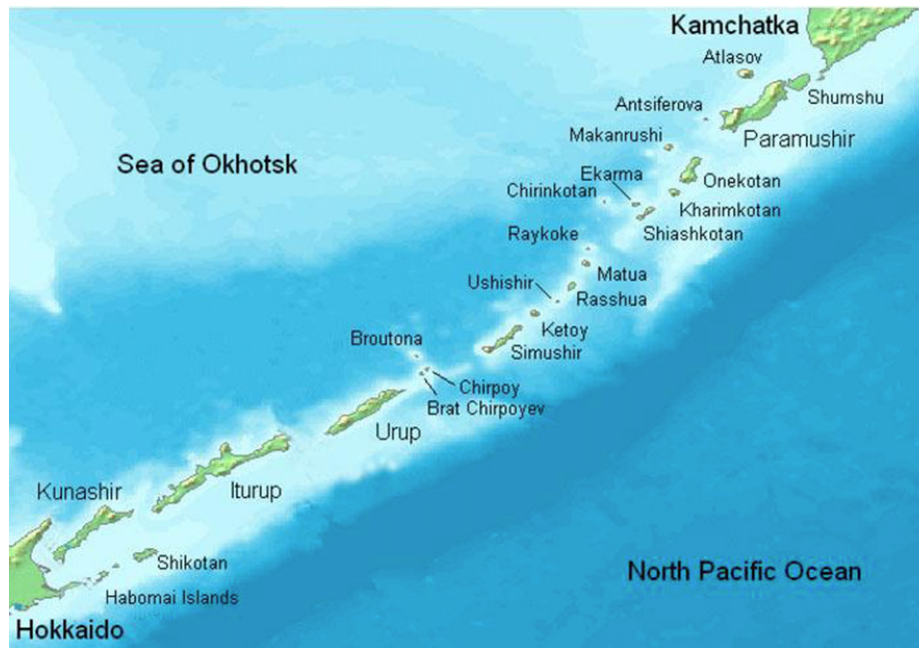 Kamchatka
Atlasov
Shumshu
Antsiferova
Paramushir
Makanrushi
Sea of Okhotsk
Ekarma
Onekotan
Chirinkotan
Kharimkotan
Shiashkotan
Raykoke
Matua
Ushishir
Rasshua
Ketoy
Broutona
Simushir
Chirpoy
Brat Chirpoyev
Urup
Kunashir
Iturup
Shikotan
North Pacific Ocean
Habomai Islands
Hokkaido